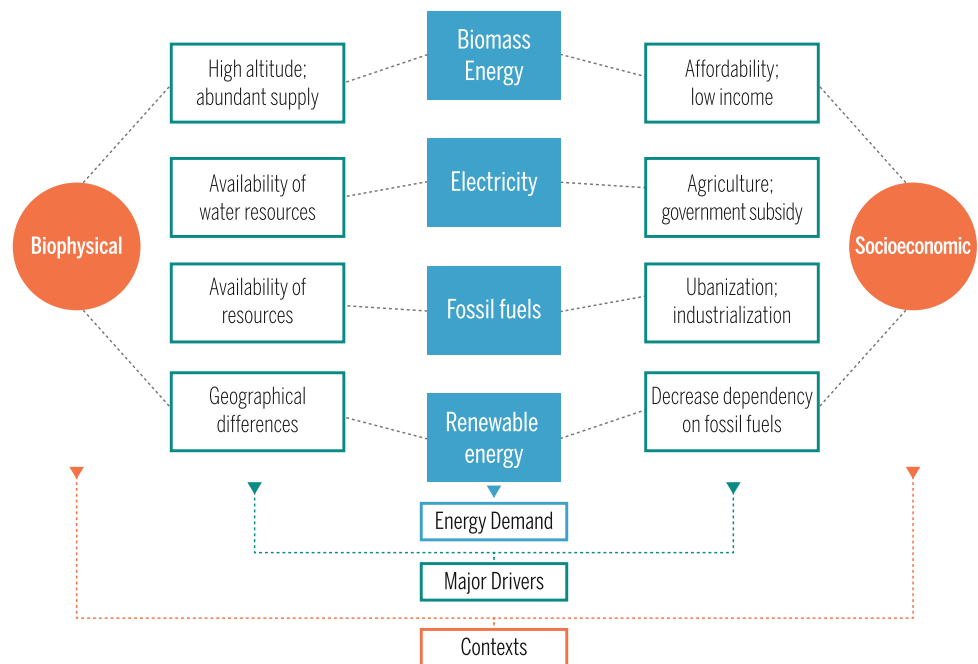 Biomass
Energy
High altitude;
abundant supply
Affordability;
low income
Electricity
Availability of
water resources
Agriculture;
government subsidy
Biophysical
Socioeconomic
Availability of
resources
Fossil fuels
Ubanization;
industrialization
Geographical
differences
Renewable
energy
Decrease dependency
on fossil fuels
Energy Demand
Major Drivers
Contexts